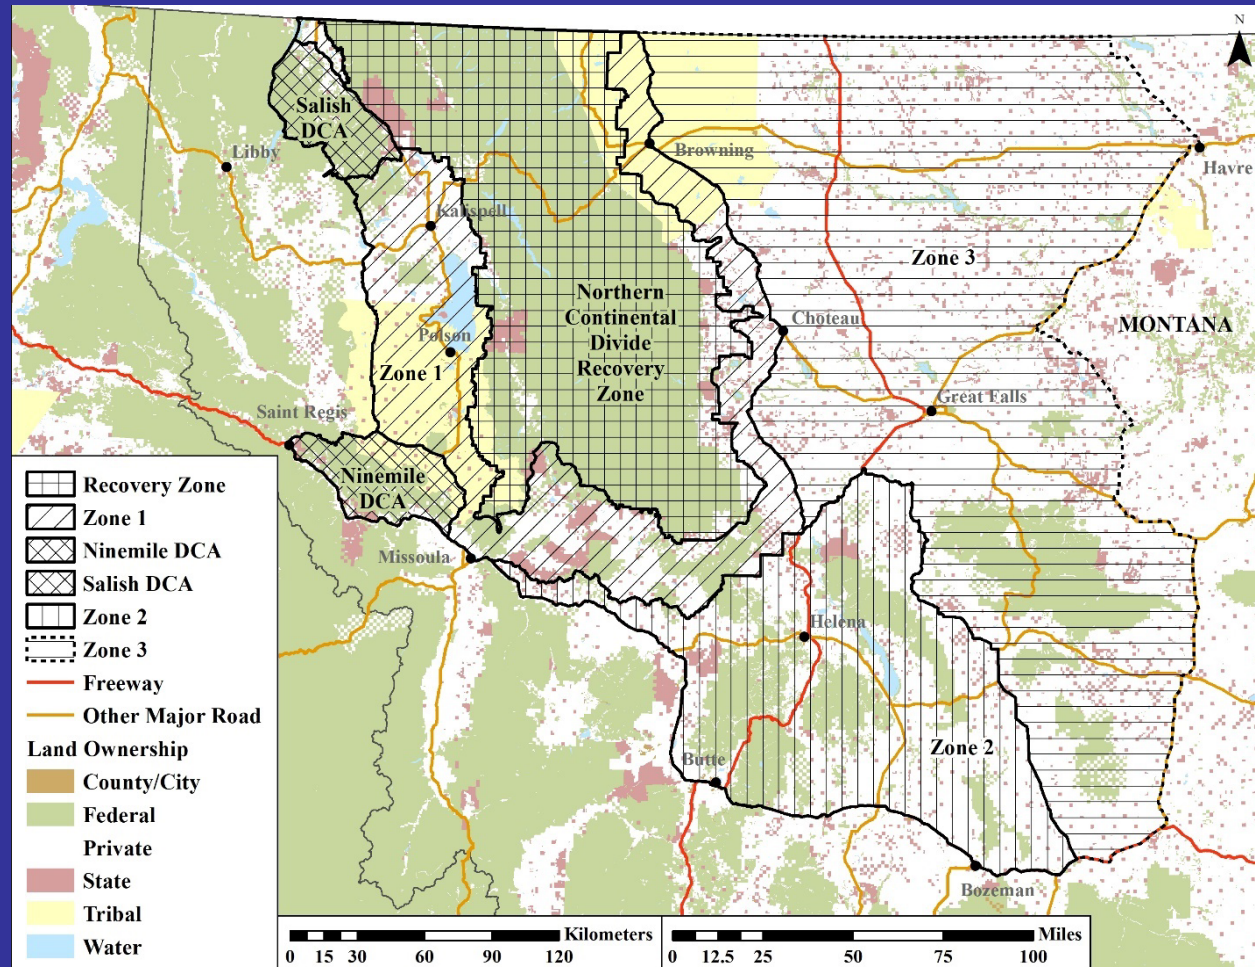 N
Salish
DCA
Libby
Browning
Havre
Kalispell
Zone 3
Northern
Continental
Divide
Recovery
Zone
Choteau
MONTANA
Polson
Zone 1
Great Falls
Saint Regis
Ninemile
DCA
Missoula
Helena
Zone 2
Butte
Bozeman
Recovery Zone
Zone 1
Ninemile DCA
Salish DCA
Zone 2
Zone 3
Freeway
Other Major Road
Land Ownership
County/City
Federal
Private
State
Tribal
Water
Kilometers
0 15 30 60 90 120
Miles
0 12.5 25 50 75 100